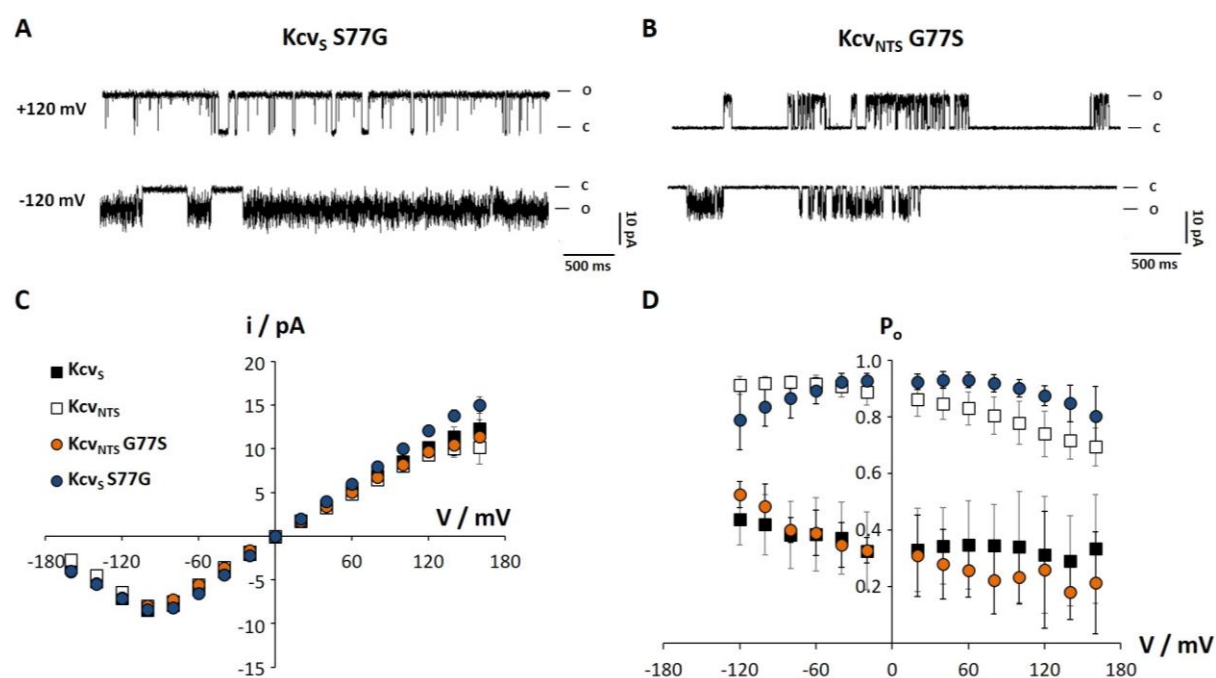 A
Kcv_S S77G
+120 mV
o
c
-120 mV
c
o
10 pA
500 ms
B
Kcv_NTS G77S
o
c
c
o
10 pA
500 ms
C
i / pA
Kcv_S
Kcv_NTS
Kcv_NTS G77S
Kcv_S S77G
20
15
10
5
V / mV
-180 -120 -60 60 120 180
-5
-10
-15
D
P_o
1.0
0.8
0.6
0.4
0.2
V / mV
-180 -120 -60 0 60 120 180